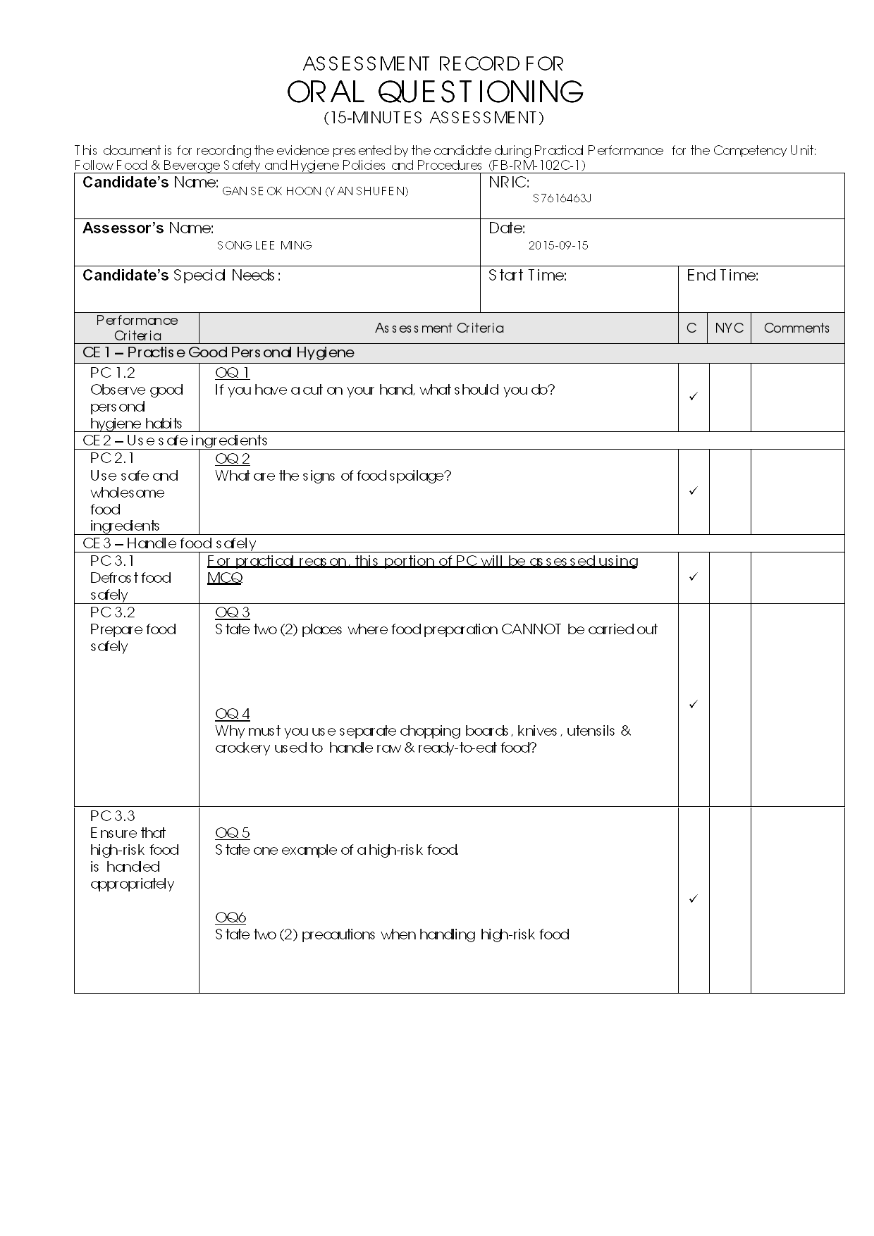 ASSESSMENT RECORD FOR
ORAL QUESTIONING
(15-MINUTES ASSESSMENT)
This document is for recording the evidence presented by the candidate during Practical Performance for the Competency Unit:
Follow Food & Beverage Safety and Hygiene Policies and Procedures (FB-RM-102C-1)
Candidate's Name: GAN SEOK HOON (YAN SHUFEN)
NRIC: S7616463J
Assessor's Name: SONG LEE MING
Date: 2015-09-15
Candidate's Special Needs:
Start Time:
End Time:
Performance
Criteria
Assessment Criteria
C
NYC
Comments
CE 1 – Practise Good Personal Hygiene
PC 1.2
Observe good
personal
hygiene habits
OQ 1
If you have a cut on your hand, what should you do?
✓
CE 2 – Use safe ingredients
PC 2.1
Use safe and
wholesome
food
ingredients
OQ 2
What are the signs of food spoilage?
✓
CE 3 – Handle food safely
PC 3.1
Defrost food
safely
For practical reason, this portion of PC will be assessed using
MCQ
✓
PC 3.2
Prepare food
safely
OQ 3
State two (2) places where food preparation CANNOT be carried out
OQ 4
Why must you use separate chopping boards, knives, utensils &
crockery used to handle raw & ready-to-eat food?
✓
PC 3.3
Ensure that
high-risk food
is handled
appropriately
OQ 5
State one example of a high-risk food.
OQ6
State two (2) precautions when handling high-risk food
✓